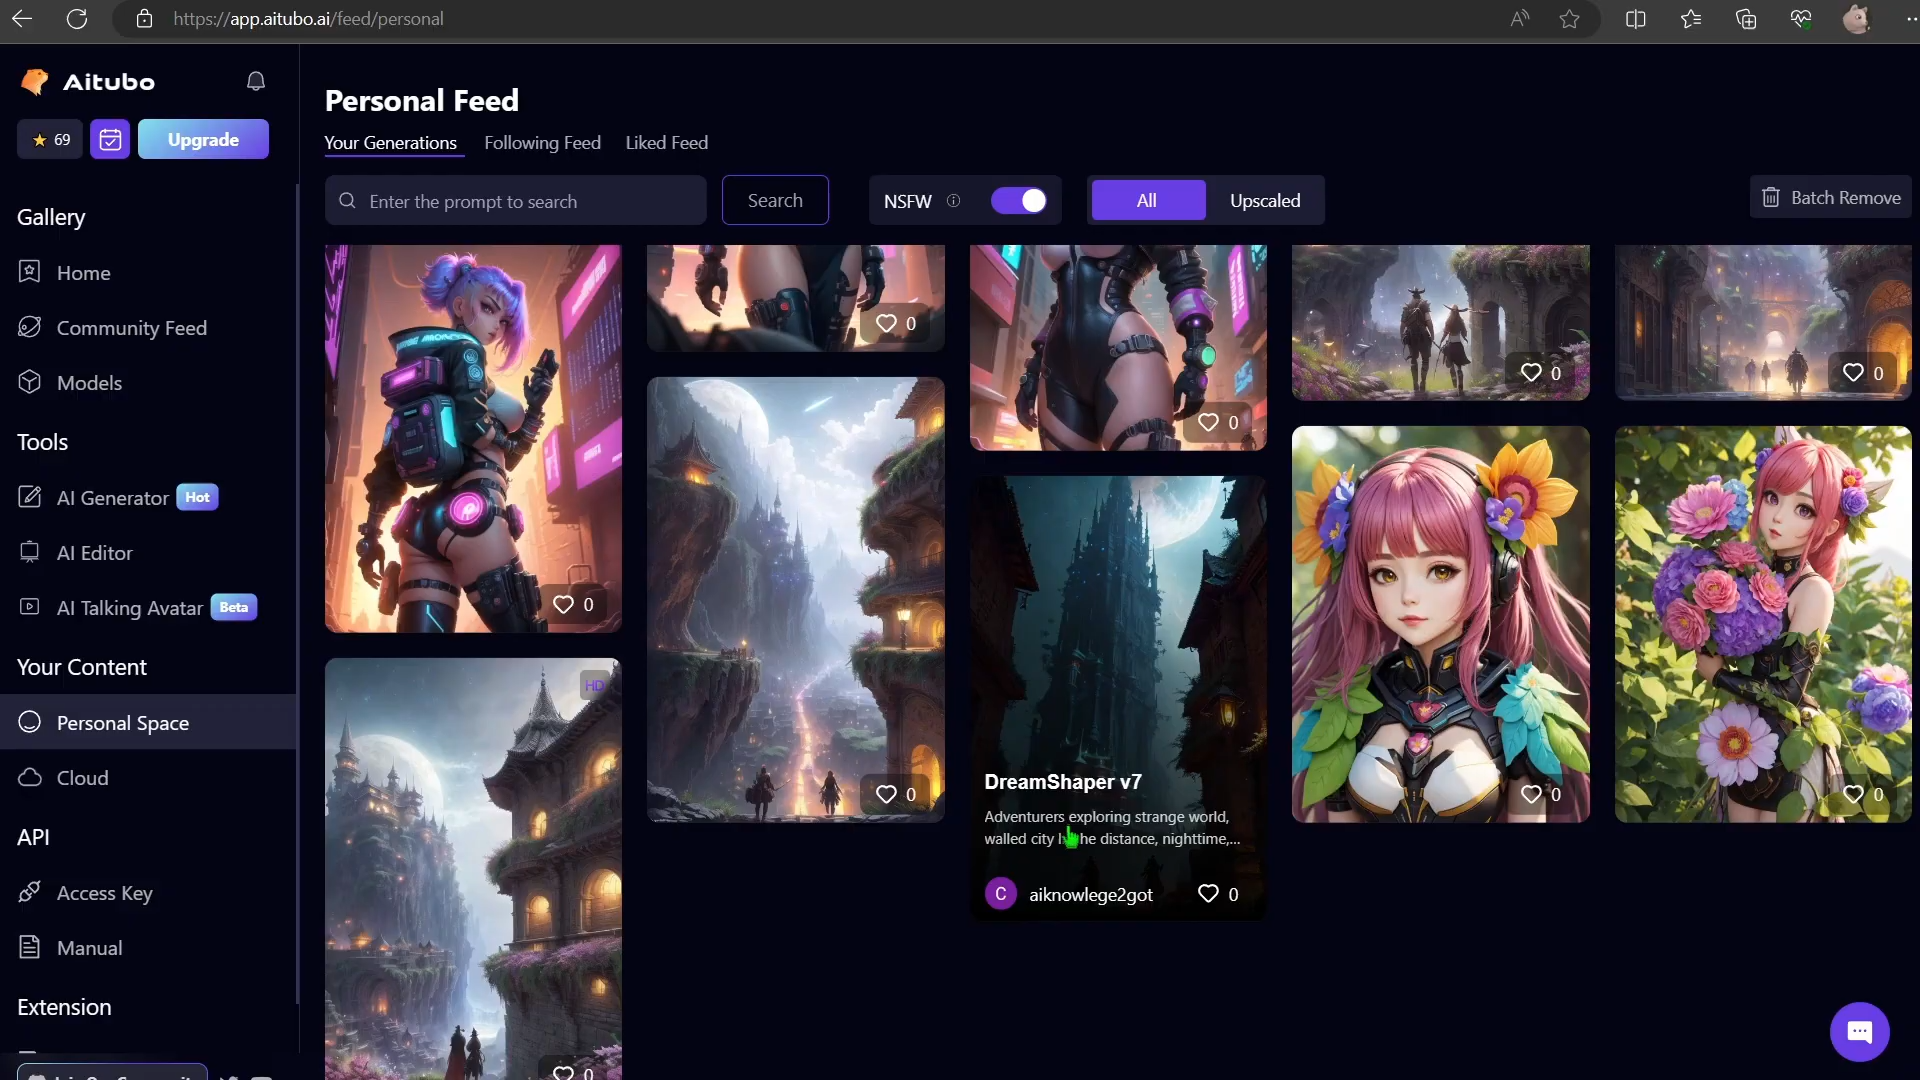 https://app.aitubo.ai/feed/personal
Aitubo
69
Upgrade
Gallery
Home
Community Feed
Models
Tools
AI Generator Hot
AI Editor
AI Talking Avatar Beta
Your Content
Personal Space
Cloud
API
Access Key
Manual
Extension
Personal Feed
Your Generations Following Feed Liked Feed
Enter the prompt to search
Search
NSFW
All
Upscaled
Batch Remove
0
0
0
0
0
0
HD
0
DreamShaper v7
Adventurers exploring strange world,
walled city he distance, nighttime,...
C
aiknowlege2got
0
0
0
0